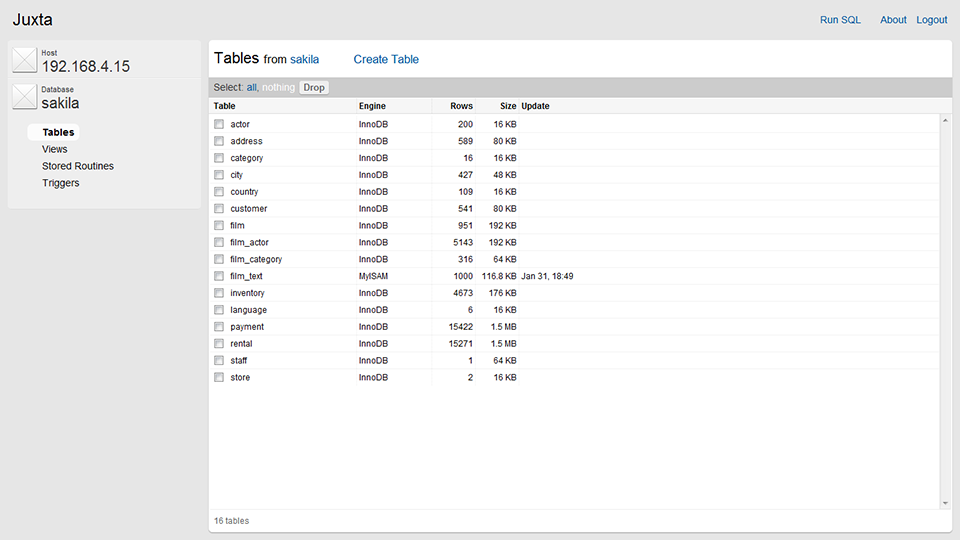 Juxta
Run SQL About Logout
Host
192.168.4.15
Database
sakila
Tables
Views
Stored Routines
Triggers
Tables from sakila Create Table
Select: all, nothing Drop
Table Engine Rows Size Update
actor InnoDB 200 16 KB
address InnoDB 589 80 KB
category InnoDB 16 16 KB
city InnoDB 427 48 KB
country InnoDB 109 16 KB
customer InnoDB 541 80 KB
film InnoDB 951 192 KB
film_actor InnoDB 5143 192 KB
film_category InnoDB 316 64 KB
film_text MyISAM 1000 116.8 KB Jan 31, 18:49
inventory InnoDB 4673 176 KB
language InnoDB 6 16 KB
payment InnoDB 15422 1.5 MB
rental InnoDB 15271 1.5 MB
staff InnoDB 1 64 KB
store InnoDB 2 16 KB
16 tables